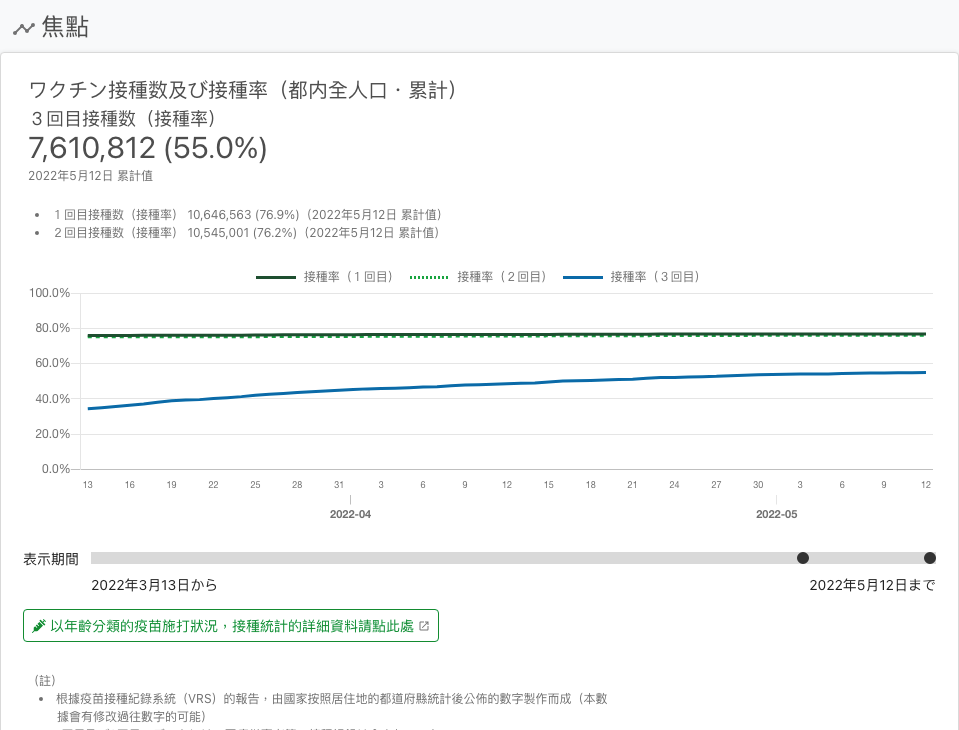 焦點
ワクチン接種数及び接種率（都内全人口・累計）
３回目接種数（接種率）
7,610,812 (55.0%)
2022年5月12日 累計值
• １回目接種数（接種率） 10,646,563 (76.9%)（2022年5月12日 累計值）
• ２回目接種数（接種率） 10,545,001 (76.2%)（2022年5月12日 累計值）
接種率（１回目） 接種率（２回目） 接種率（３回目）
100.0%
80.0%
60.0%
40.0%
20.0%
0.0%
13 16 19 22 25 28 31 3 6 9 12 15 18 21 24 27 30 3 6 9 12
2022-04 2022-05
表示期間
2022年3月13日から 2022年5月12日まで
以年齡分類的疫苗施打狀況，接種統計的詳細資料請點此處
（註）
• 根據疫苗接種紀錄系統（VRS）的報告，由國家按照居住地的都道府縣統計後公佈的數字製作而成（本數
據會有修改過往數字的可能）